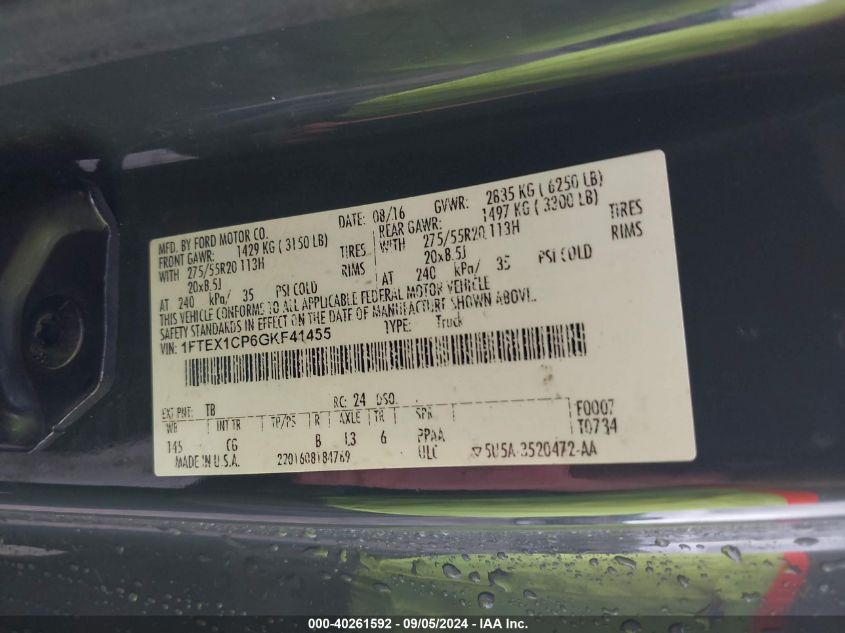 MFD. BY FORD MOTOR CO. DATE: 08/16 GVWR: 2835 KG ( 6250 LB)
FRONT GAWR: 1429 KG ( 3150 LB) REAR GAWR: 1497 KG ( 3300 LB)
WITH 275/55R20 113H TIRES WITH 275/55R20 113H TIRES
20x8.5J RIMS 20x8.5J RIMS
AT 240 kPa/ 35 PSI COLD AT 240 kPa/ 35 PSI COLD
THIS VEHICLE CONFORMS TO ALL APPLICABLE FEDERAL MOTOR VEHICLE
SAFETY STANDARDS IN EFFECT ON THE DATE OF MANUFACTURE SHOWN ABOVE.
VIN: 1FTEX1CP6GKF41455 TYPE: Truck
EXT PNT: TB RC: 24 DSO:
WB INT TR TP/PS R AXLE TR SPR F0007
145 CG B L3 6 PPAA T0734
MADE IN U.S.A. 2201608184769 ULC 5U5A-3520472-AA
000-40261592 - 09/05/2024 - IAA Inc.